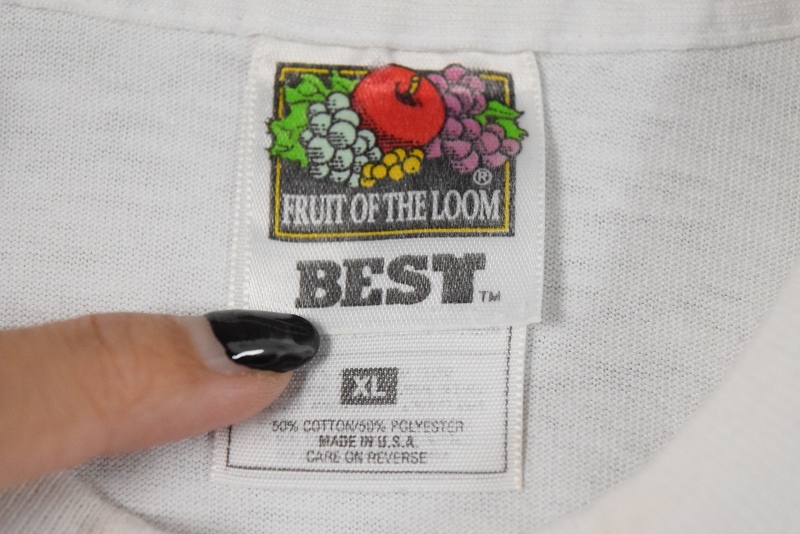 ®
FRUIT OF THE LOOM
BEST™
XL
50% COTTON/50% POLYESTER
MADE IN U.S.A.
CARE ON REVERSE